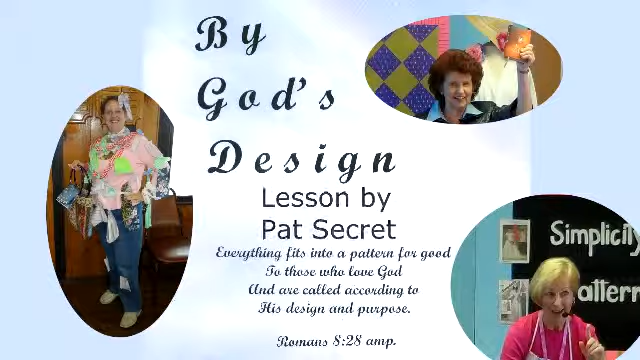 By
God's
Design
Lesson by
Pat Secret
Everything fits into a pattern for good
To those who love God
And are called according to
His design and purpose.
Romans 8:28 amp.
Simplicity
attern